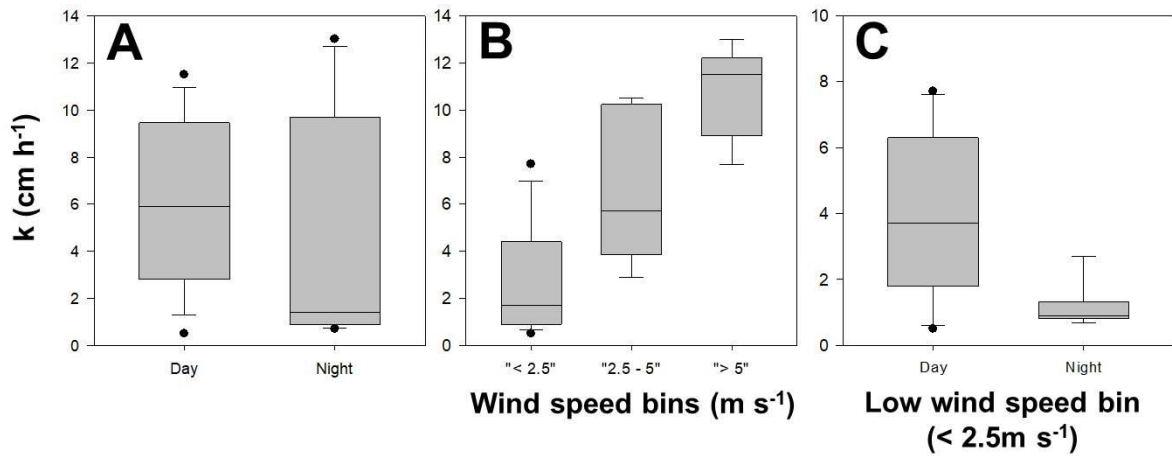 k (cm h⁻¹)
A
14
12
10
8
6
4
2
0
Day Night
B
14
12
10
8
6
4
2
0
"< 2.5" "2.5 - 5" "> 5"
Wind speed bins (m s⁻¹)
C
10
8
6
4
2
0
Day Night
Low wind speed bin
(< 2.5m s⁻¹)